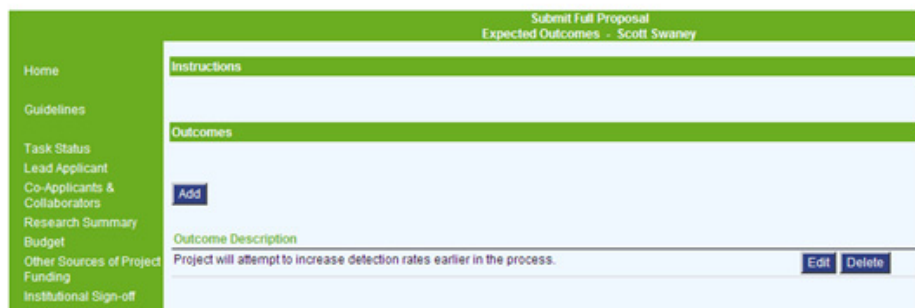 Submit Full Proposal
Expected Outcomes - Scott Swaney
Home
Guidelines
Task Status
Lead Applicant
Co-Applicants &
Collaborators
Research Summary
Budget
Other Sources of Project
Funding
Institutional Sign-off
Instructions
Outcomes
Add
Outcome Description
Project will attempt to increase detection rates earlier in the process.
Edit Delete